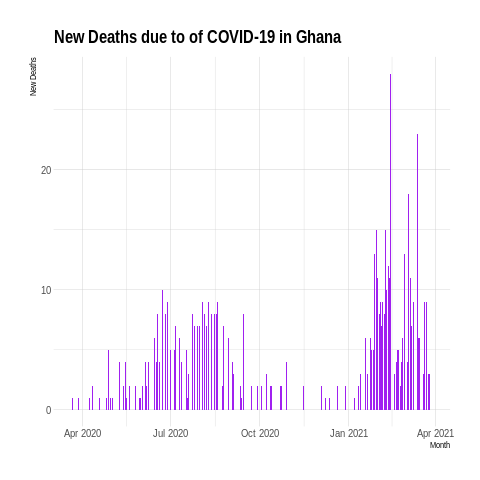 New Deaths due to of COVID-19 in Ghana
New Deaths
20
10
0
Apr 2020 Jul 2020 Oct 2020 Jan 2021 Apr 2021
Month